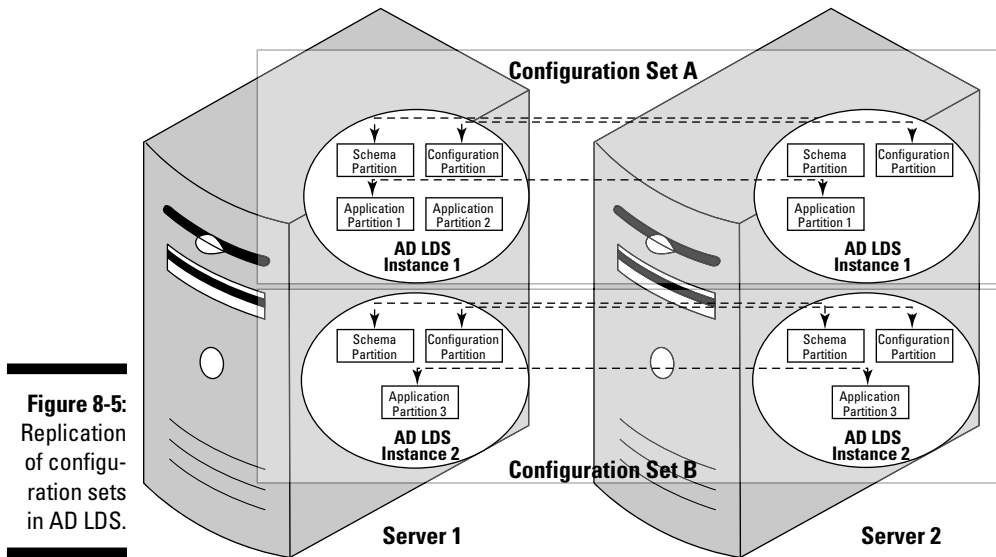 Configuration Set A
Schema
Partition
Configuration
Partition
Application
Partition 1
Application
Partition 2
AD LDS
Instance 1
Schema
Partition
Configuration
Partition
Application
Partition 1
AD LDS
Instance 1
Schema
Partition
Configuration
Partition
Application
Partition 3
AD LDS
Instance 2
Schema
Partition
Configuration
Partition
Application
Partition 3
AD LDS
Instance 2
Configuration Set B
Server 1
Server 2
Figure 8-5:
Replication
of configu-
ration sets
in AD LDS.